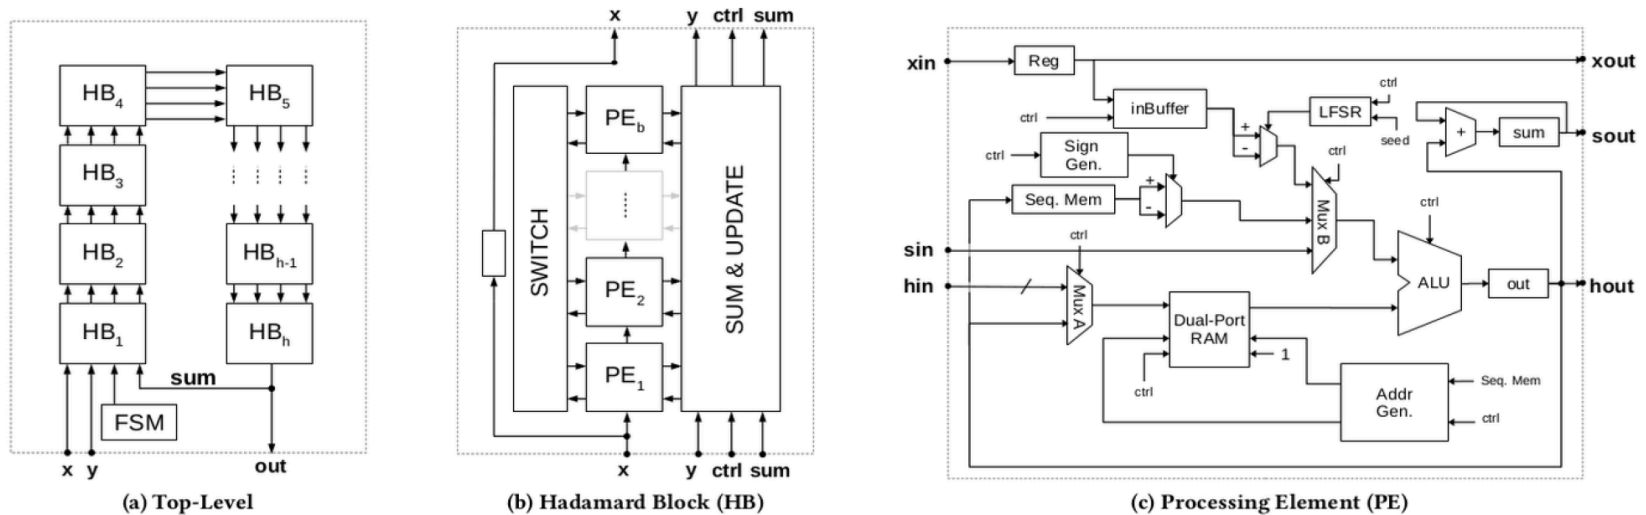 HB4
HB5
HB3
HB2
HBh-1
HB1
HBh
sum
FSM
x y
out
(a) Top-Level
x
y ctrl sum
SWITCH
PEb
PE2
PE1
SUM & UPDATE
x
y ctrl sum
(b) Hadamard Block (HB)
xin
Reg
xout
inBuffer
ctrl
LFSR
ctrl
seed
+
-
+
sum
sout
ctrl
Sign
Gen.
ctrl
Seq. Mem
+
-
Mux B
ctrl
sin
hin
ctrl
Mux A
ALU
out
hout
Dual-Port
RAM
1
ctrl
Addr
Gen.
Seq. Mem
ctrl
(c) Processing Element (PE)